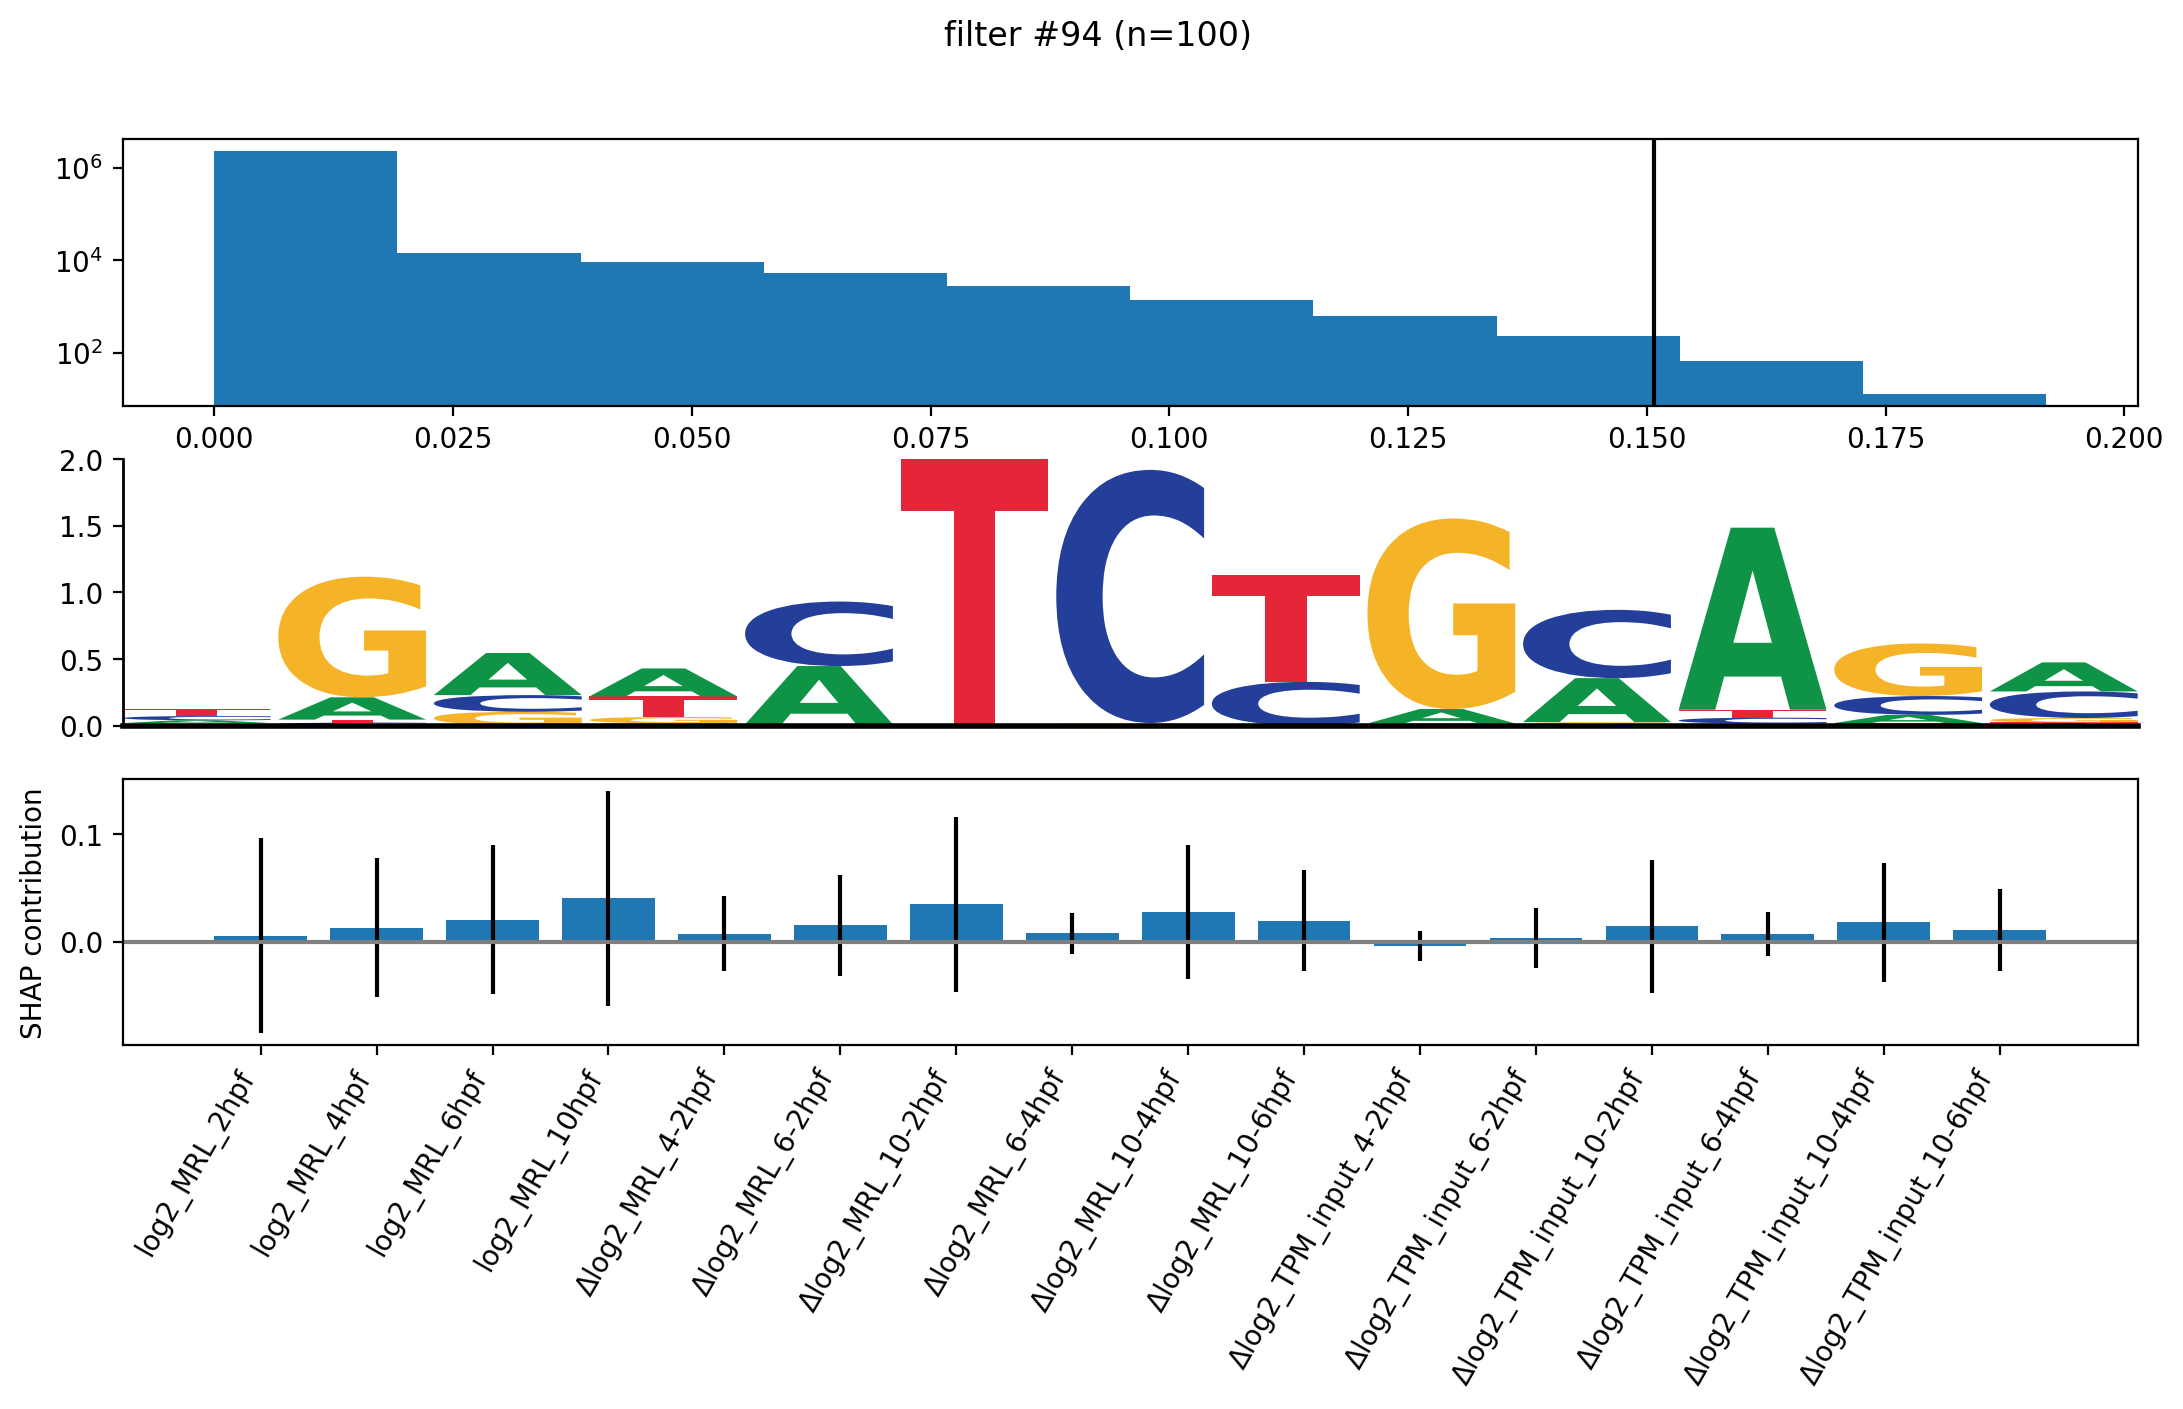 filter #94 (n=100)
10⁶
10⁴
10²
0.000 0.025 0.050 0.075 0.100 0.125 0.150 0.175 0.200
2.0
1.5
1.0
0.5
0.0
T C A
G A T
A C G
A T G
C A
T
C
T C
G A
C A
A T C
G C A
A C G
SHAP contribution
0.1
0.0
log2_MRL_2hpf
log2_MRL_4hpf
log2_MRL_6hpf
log2_MRL_10hpf
Δlog2_MRL_4-2hpf
Δlog2_MRL_6-2hpf
Δlog2_MRL_10-2hpf
Δlog2_MRL_6-4hpf
Δlog2_MRL_10-4hpf
Δlog2_MRL_10-6hpf
Δlog2_TPM_input_4-2hpf
Δlog2_TPM_input_6-2hpf
Δlog2_TPM_input_10-2hpf
Δlog2_TPM_input_6-4hpf
Δlog2_TPM_input_10-4hpf
Δlog2_TPM_input_10-6hpf